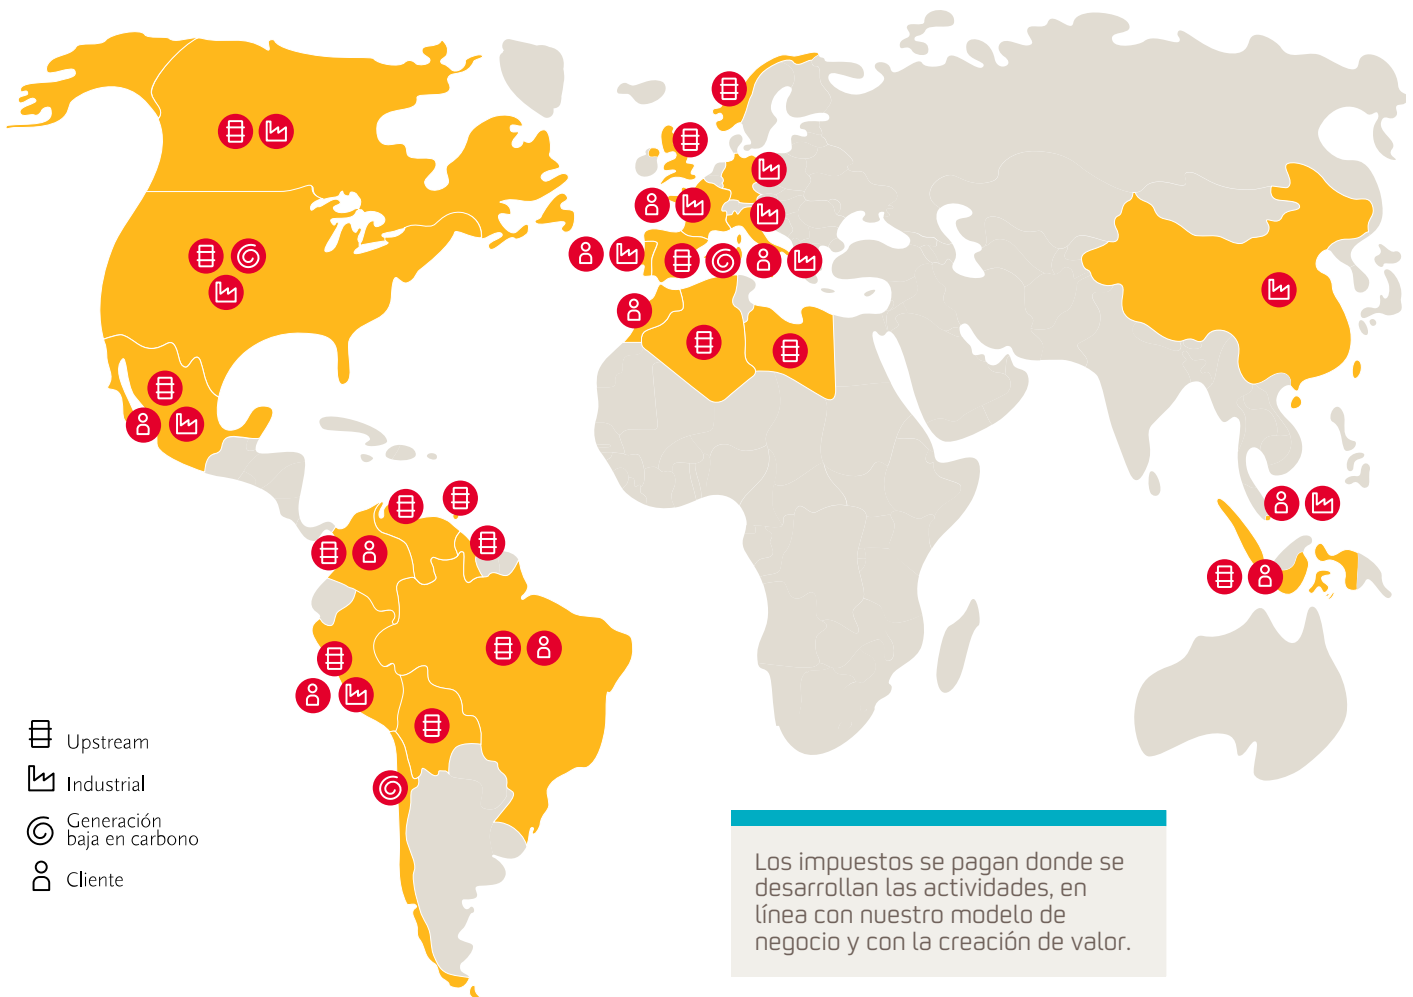 Upstream
Industrial
Generación
baja en carbono
Cliente
Los impuestos se pagan donde se
desarrollan las actividades, en
línea con nuestro modelo de
negocio y con la creación de valor.